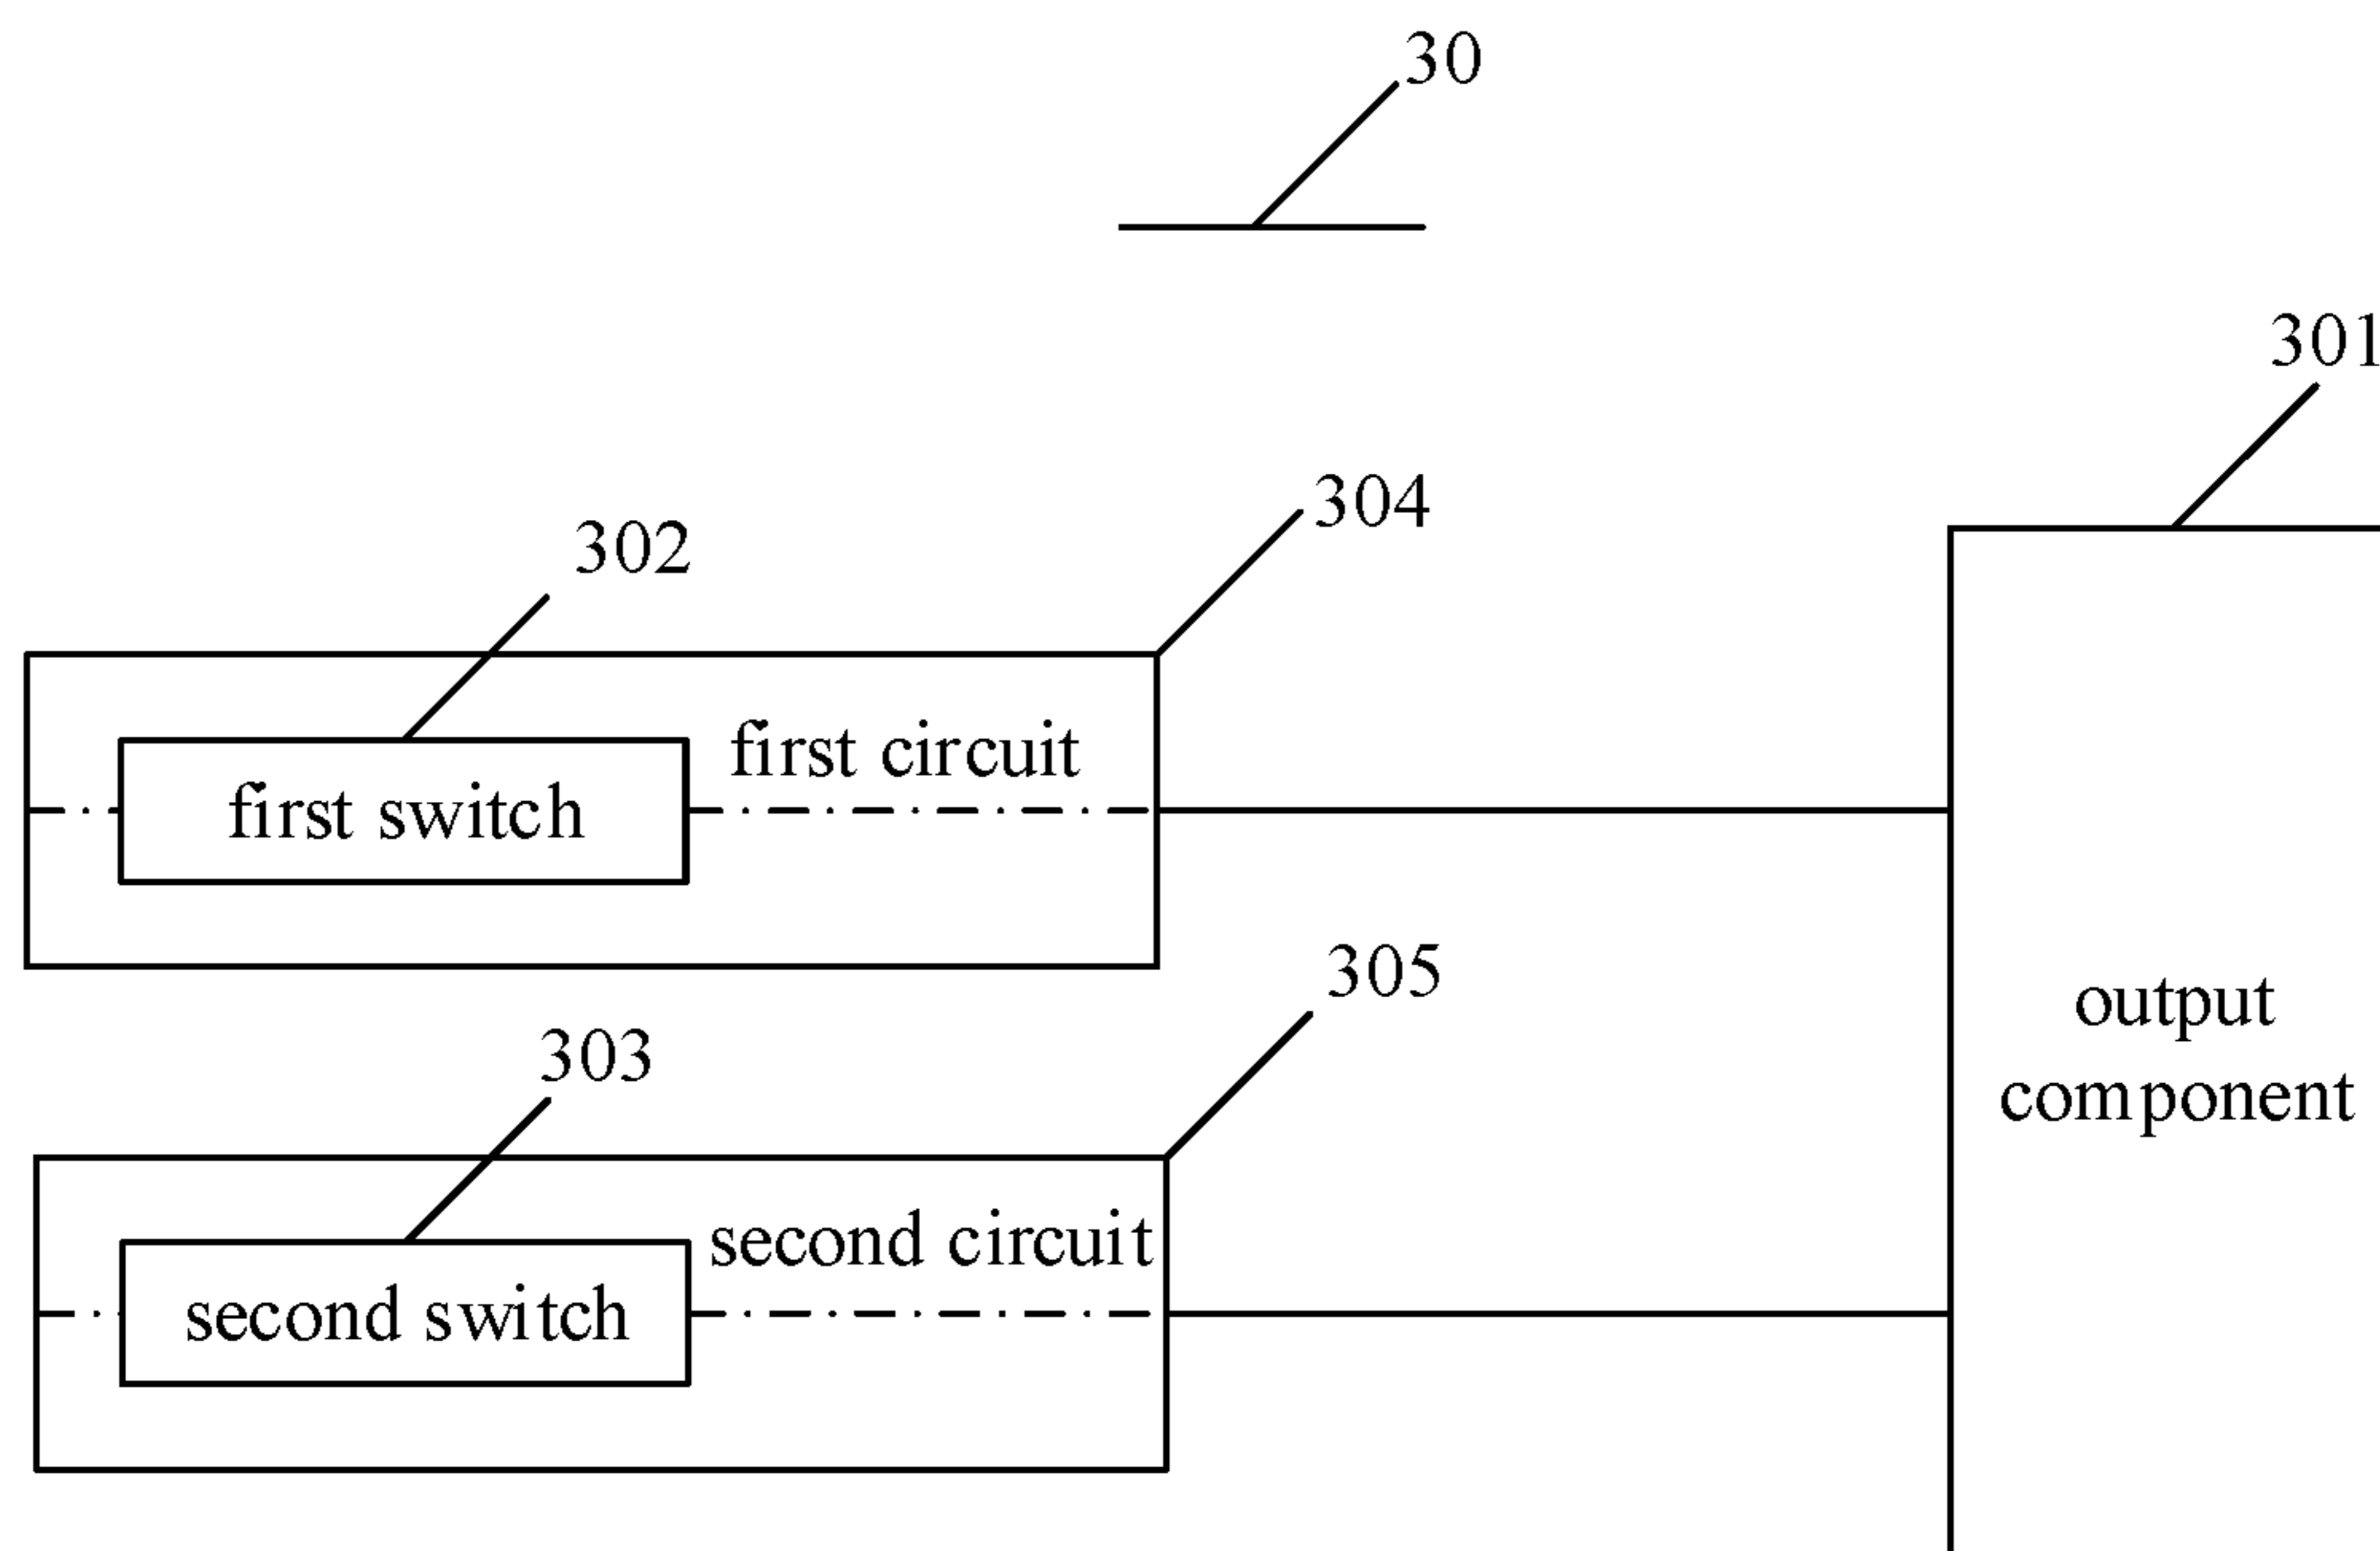 30
301
304
302
first circuit
first switch
305
output
component
303
second circuit
second switch